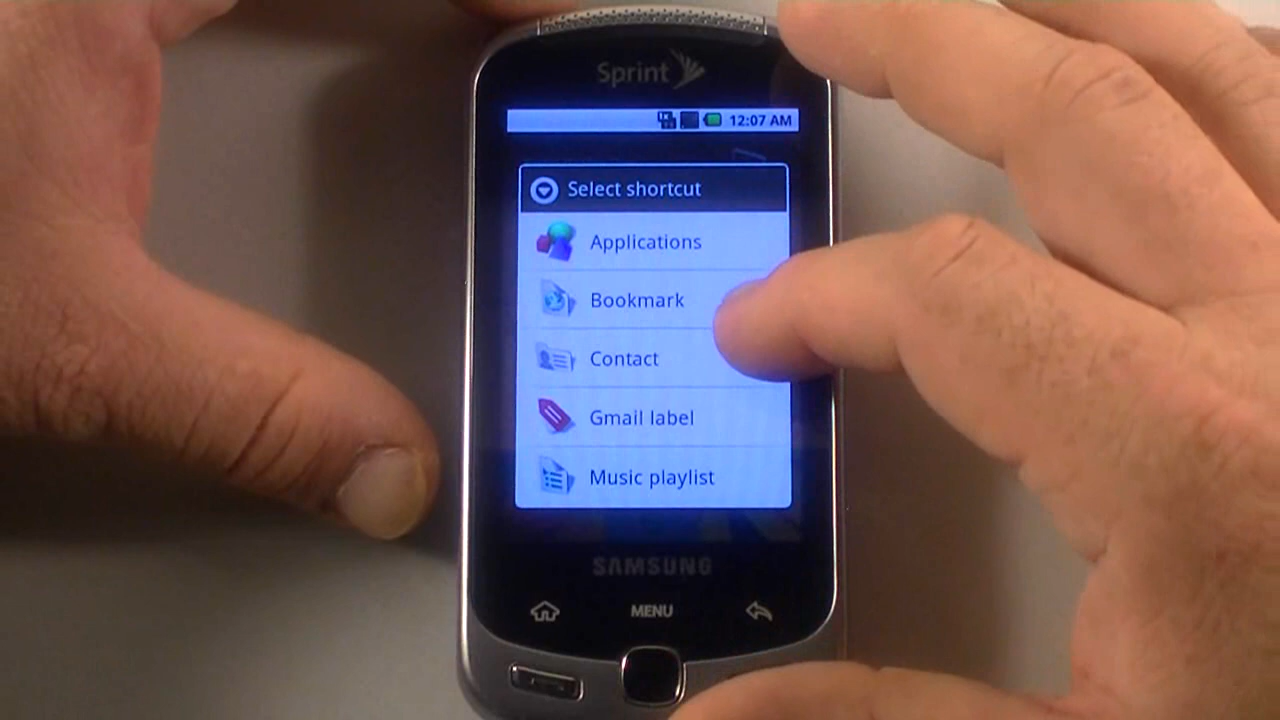 Sprint
12:07 AM
Select shortcut
Applications
Bookmark
Contact
Gmail label
Music playlist
SAMSUNG
MENU